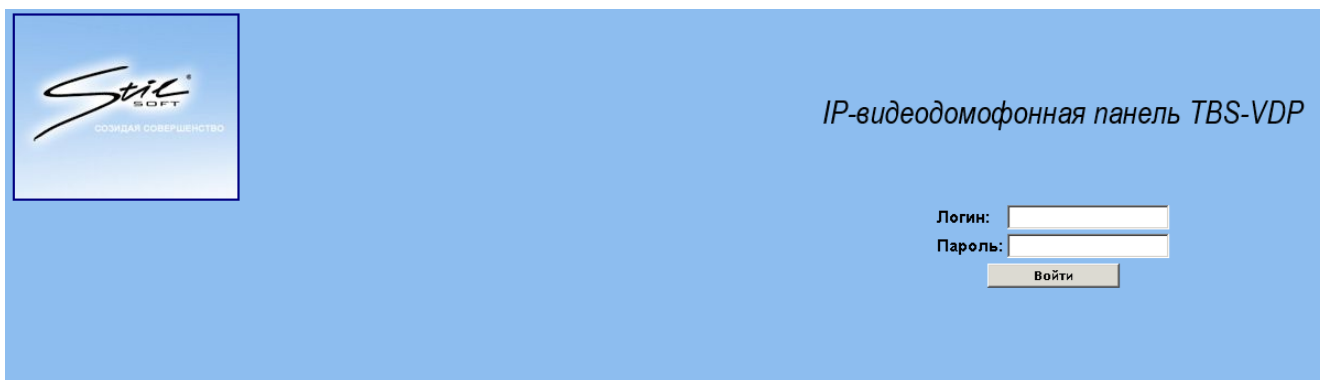 Stil
SOFT
СОЗИДАЯ СОВЕРШЕНСТВО
IP-видеодомофонная панель TBS-VDP
Логин:
Пароль:
Войти